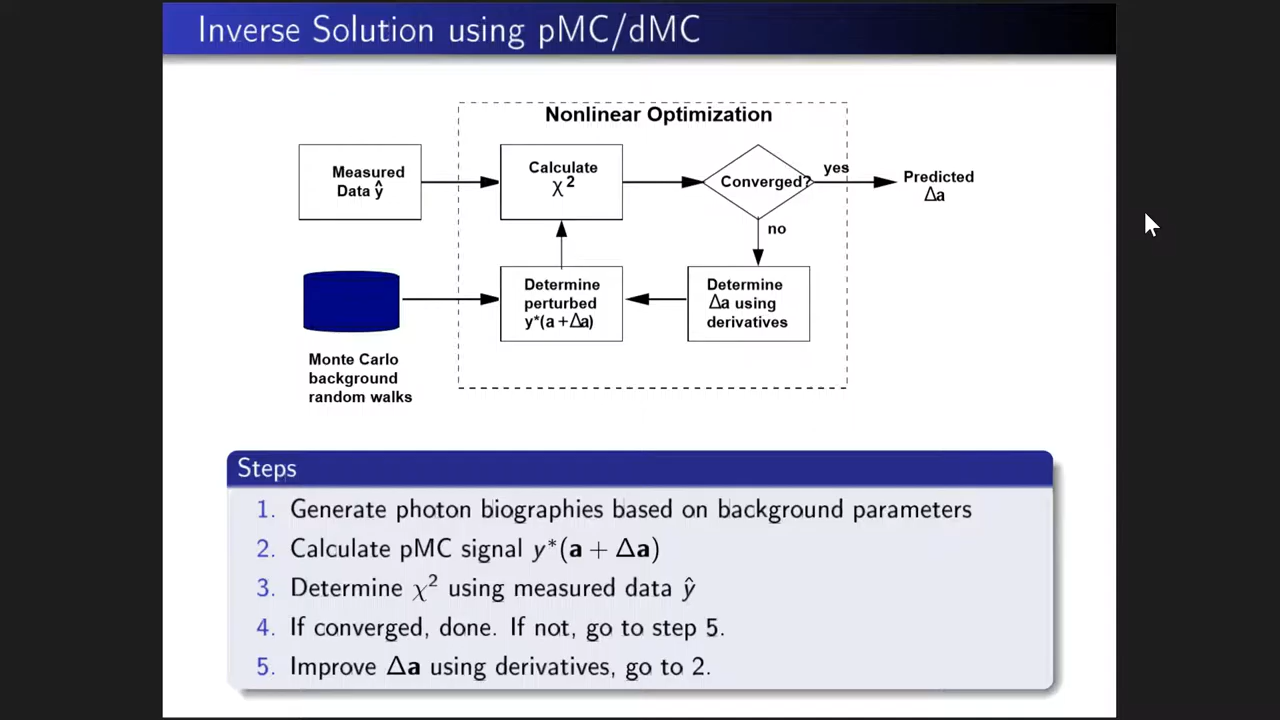 Inverse Solution using pMC/dMC
Nonlinear Optimization
Measured
Data ŷ
Calculate
χ²
Converged?
yes
Predicted
Δa
no
Monte Carlo
background
random walks
Determine
perturbed
y*(a+Δa)
Determine
Δa using
derivatives
Steps
1. Generate photon biographies based on background parameters
2. Calculate pMC signal y*(a + Δa)
3. Determine χ² using measured data ŷ
4. If converged, done. If not, go to step 5.
5. Improve Δa using derivatives, go to 2.